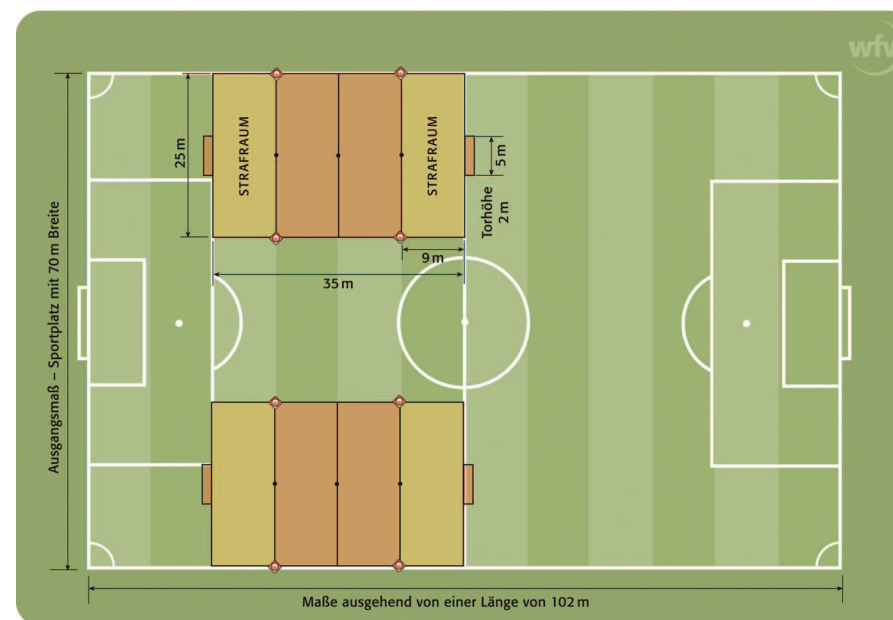 wfv
25 m
STRAFRAUM
STRAFRAUM
5 m
Torhöhe
2 m
9 m
35 m
Ausgangsmaß – Sportplatz mit 70 m Breite
Maße ausgehend von einer Länge von 102 m